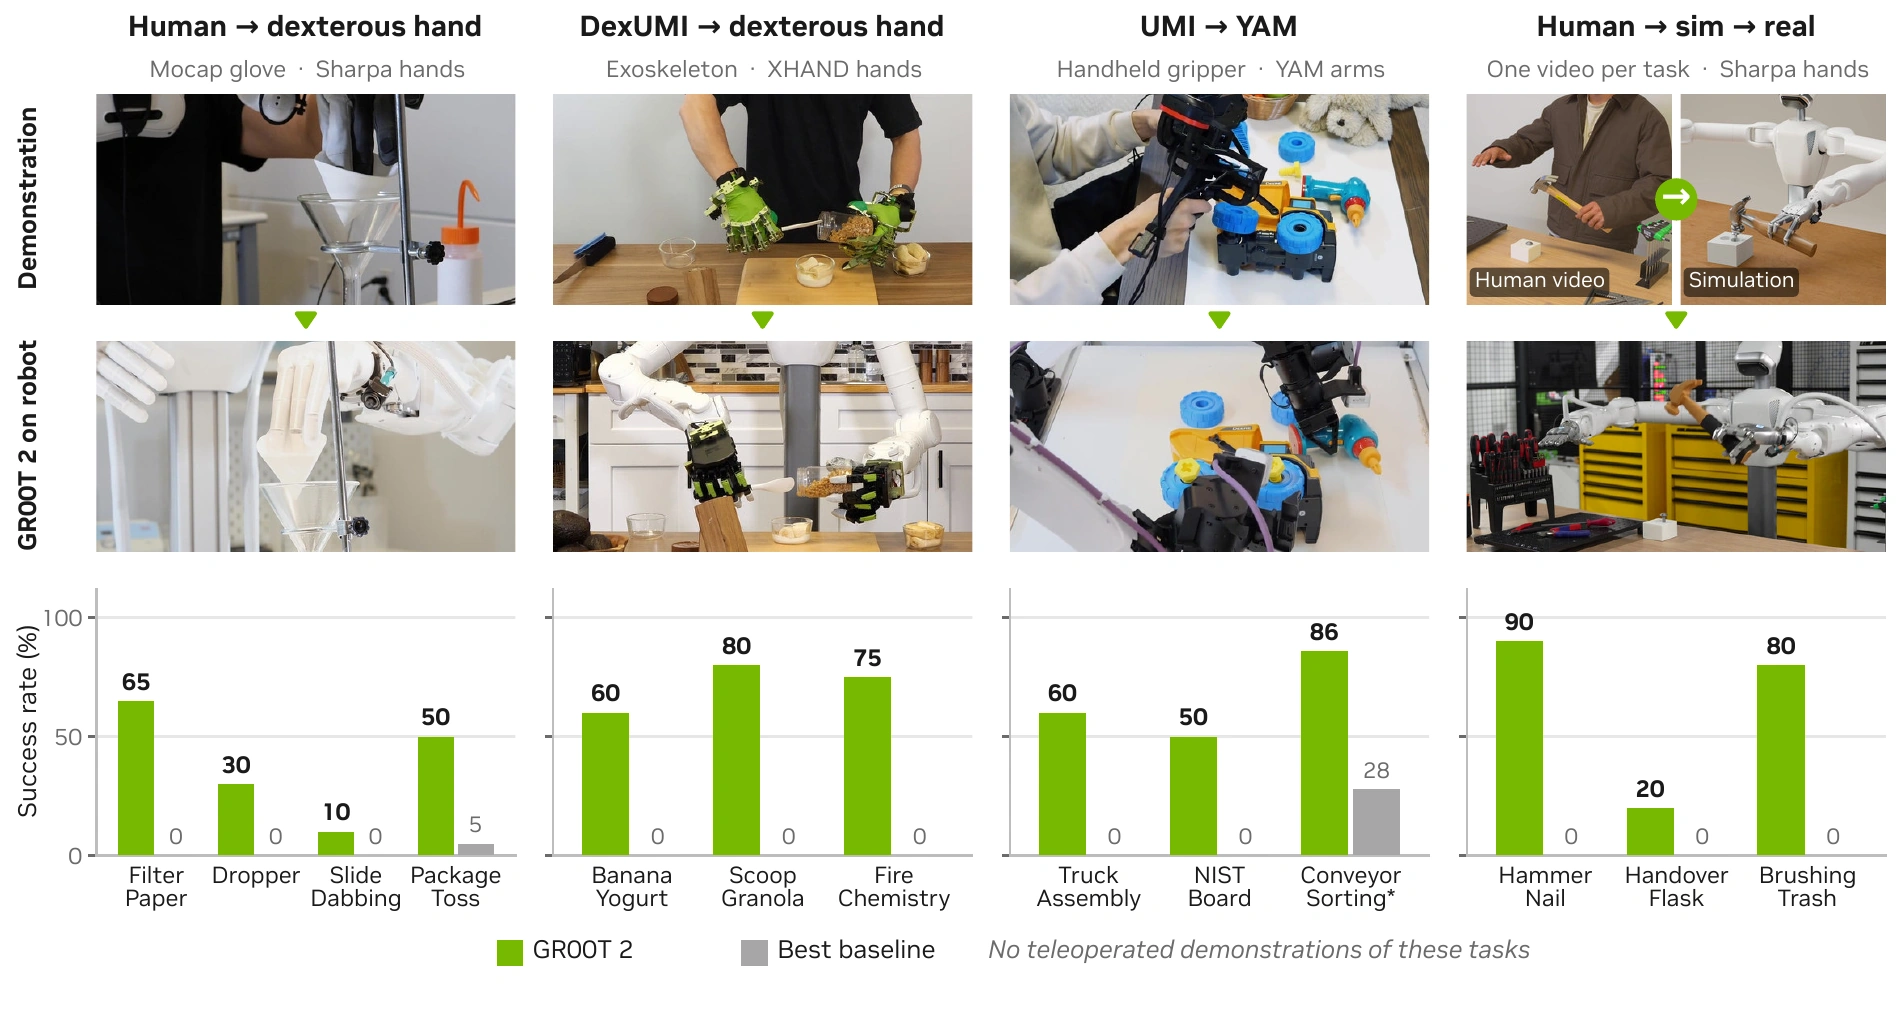 Human → dexterous hand
Mocap glove · Sharpa hands
DexUMI → dexterous hand
Exoskeleton · XHAND hands
UMI → YAM
Handheld gripper · YAM arms
Human → sim → real
One video per task · Sharpa hands
Demonstration
Human video
→
Simulation
GR00T 2 on robot
Success rate (%)
100
50
0
65
0
30
0
10
0
50
5
Filter
Paper
Dropper
Slide
Dabbing
Package
Toss
60
0
80
0
75
0
Banana
Yogurt
Scoop
Granola
Fire
Chemistry
60
0
50
0
86
28
Truck
Assembly
NIST
Board
Conveyor
Sorting*
90
0
20
0
80
0
Hammer
Nail
Handover
Flask
Brushing
Trash
GR00T 2
Best baseline
No teleoperated demonstrations of these tasks